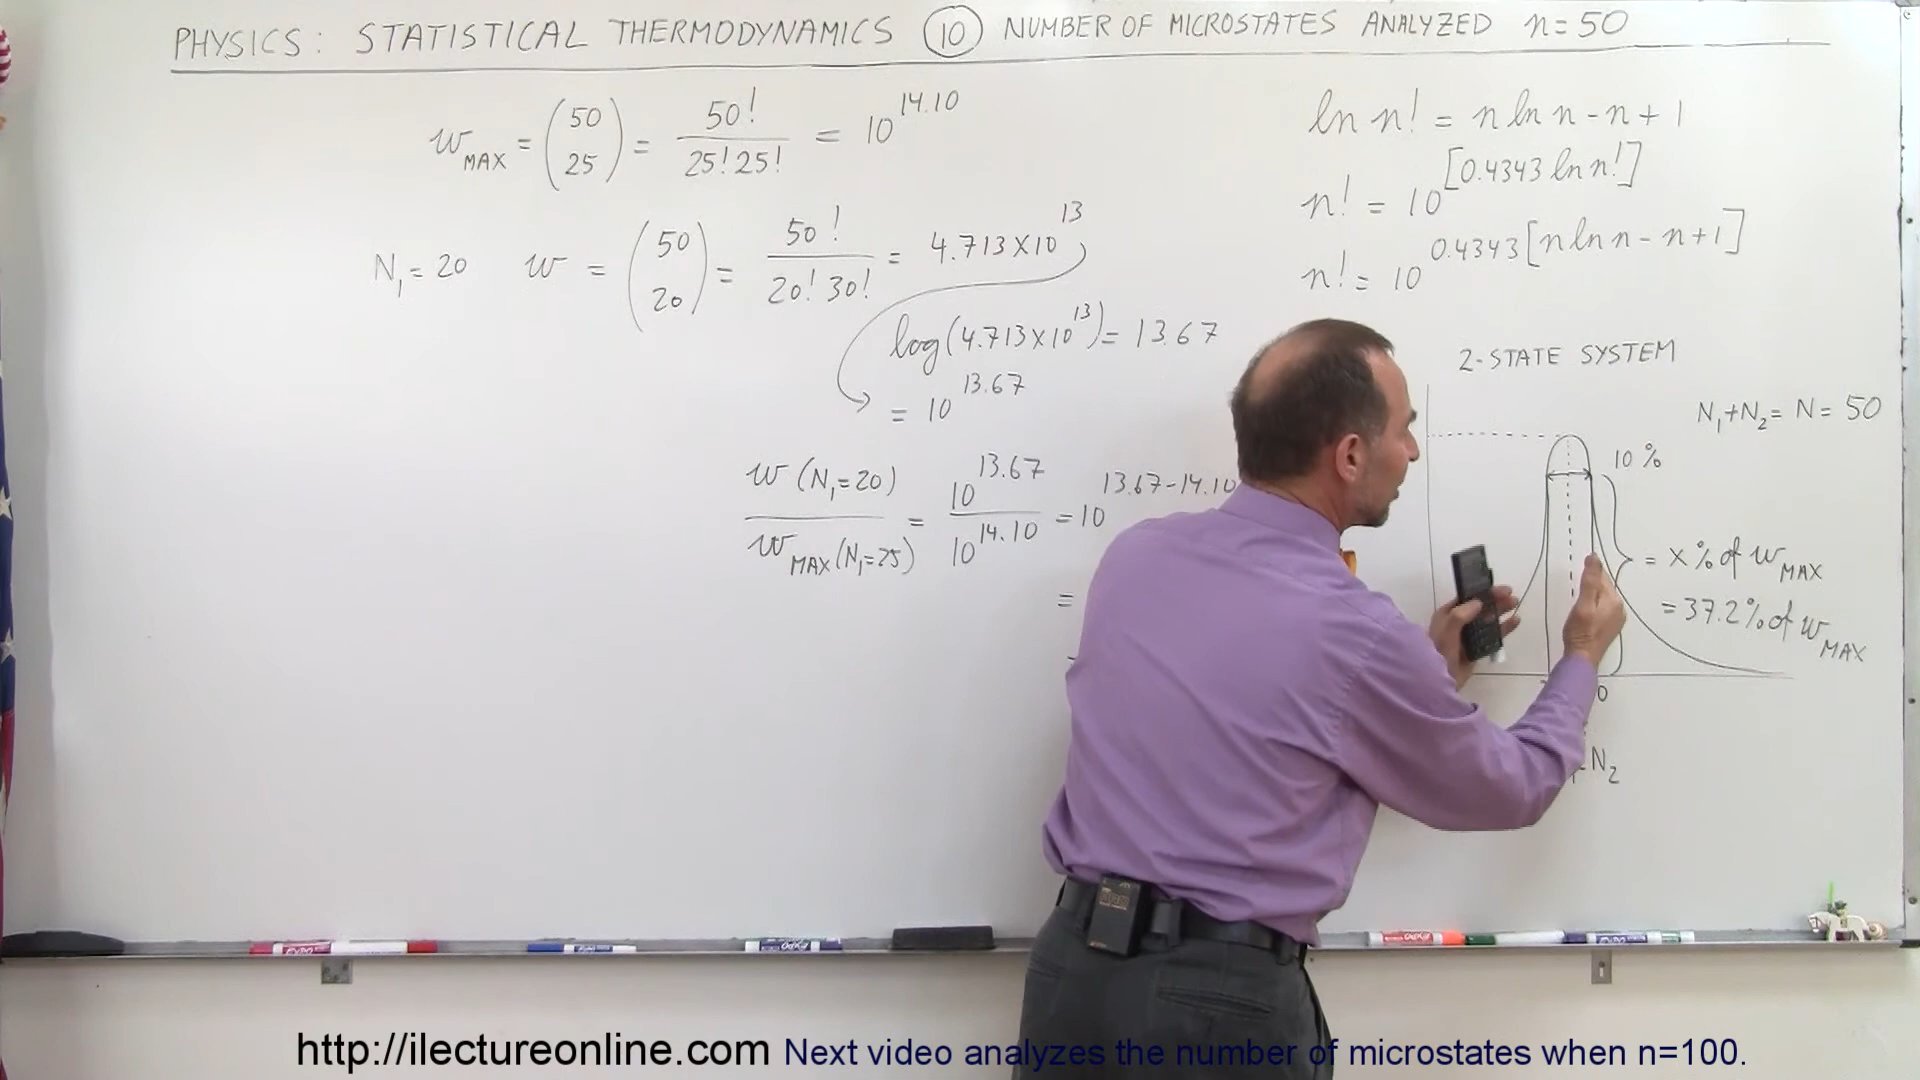 PHYSICS: STATISTICAL THERMODYNAMICS 10 NUMBER OF MICROSTATES ANALYZED n=50
w_MAX = (50 25) = 50! / 25! 25! = 10^14.10
N₁ = 20 w = (50 20) = 50! / 20! 30! = 4.713 X 10^13
log(4.713 X 10^13) = 13.67
= 10^13.67
w (N₁=20) / w_MAX (N₁=25) = 10^13.67 / 10^14.10 = 10^13.67-14.10
=
ln n! = n ln n - n + 1
n! = 10^[0.4343 ln n!]
n! = 10^0.4343[n ln n - n + 1]
2-STATE SYSTEM
N₁+N₂ = N = 50
10 %
= X % of w_MAX
= 37.2% of w_MAX
N₂
http://ilectureonline.com Next video analyzes the number of microstates when n=100.